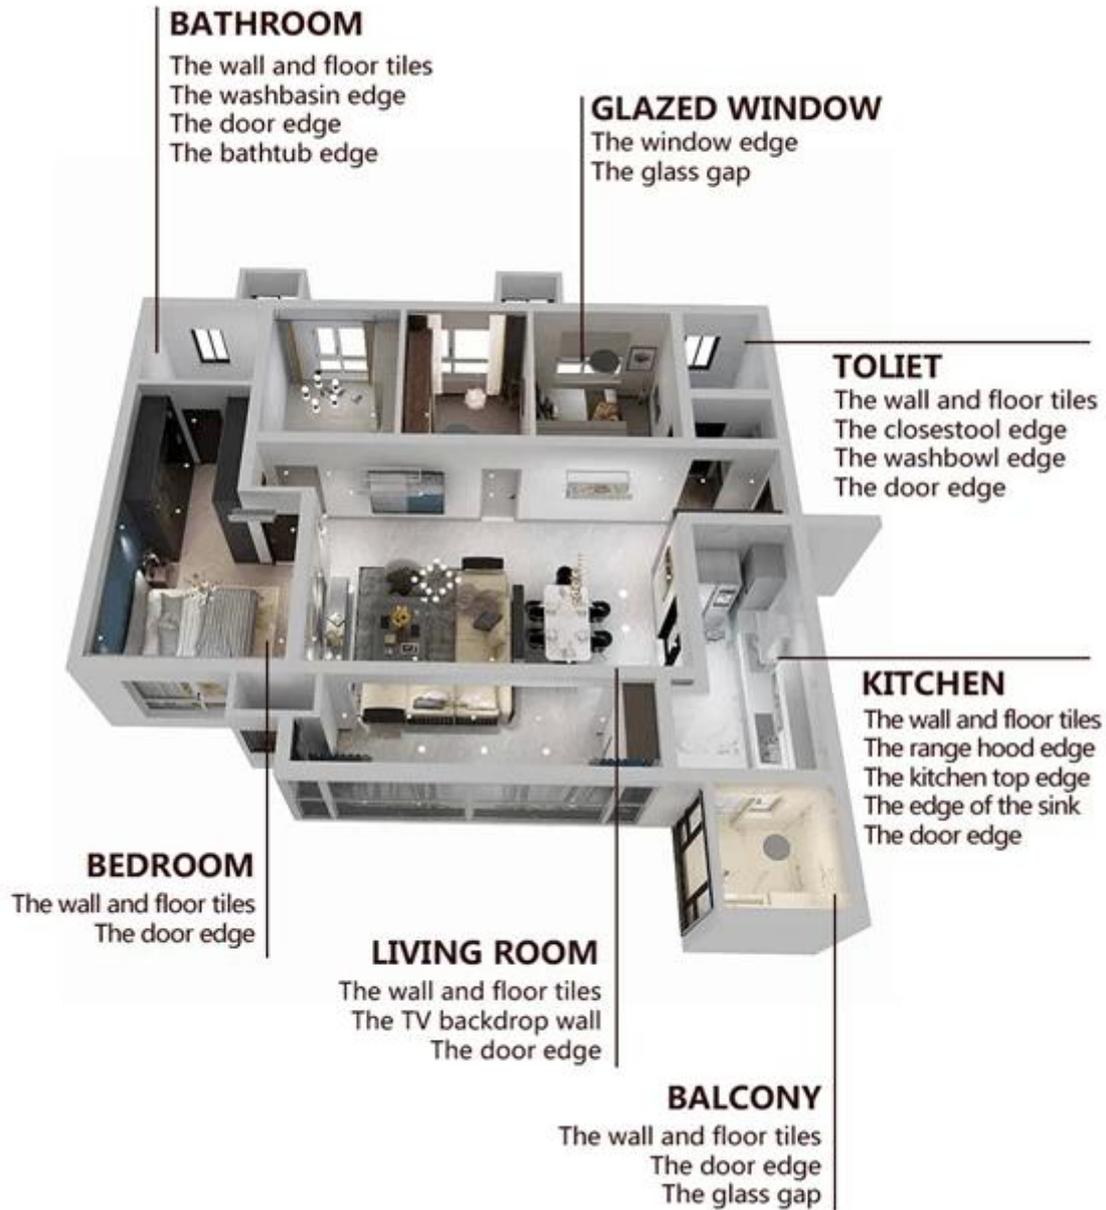 BATHROOM
The wall and floor tiles
The washbasin edge
The door edge
The bathtub edge
GLAZED WINDOW
The window edge
The glass gap
TOLIET
The wall and floor tiles
The closestool edge
The washbowl edge
The door edge
KITCHEN
The wall and floor tiles
The range hood edge
The kitchen top edge
The edge of the sink
The door edge
BEDROOM
The wall and floor tiles
The door edge
LIVING ROOM
The wall and floor tiles
The TV backdrop wall
The door edge
BALCONY
The wall and floor tiles
The door edge
The glass gap